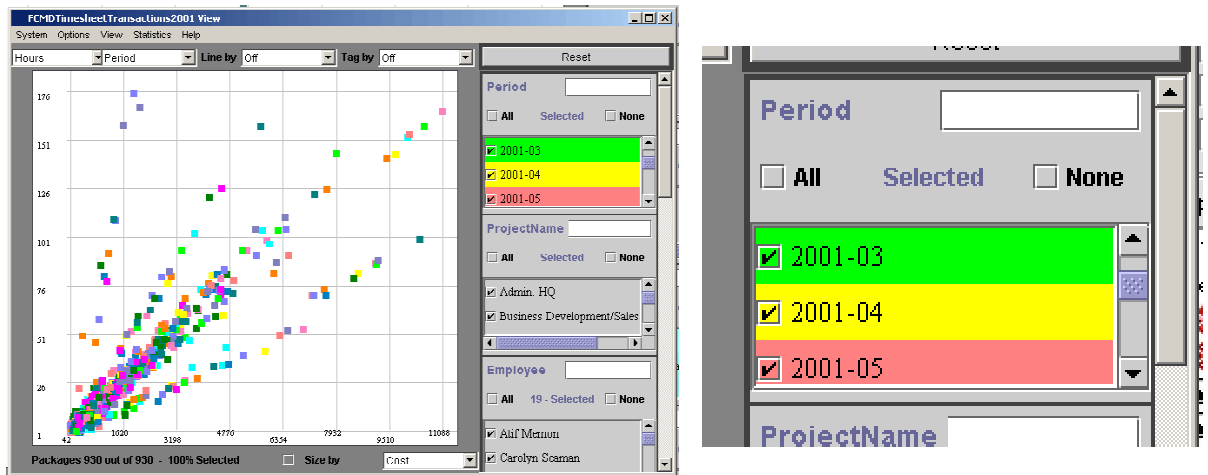 FCMDTimesheetTransactions2001 View
System Options View Statistics Help
Hours Period Line by Off Tag by Off Reset
176
151
126
101
76
51
26
1
42 1020 3198 4776 6354 7932 9510 11088
Packages 930 out of 930 - 100% Selected Size by Cost
Period
All Selected None
2001-03
2001-04
2001-05
ProjectName
All Selected None
Admin. HQ
Business Development/Sales
Employee
All 19 - Selected None
Atif Memon
Carolyn Scaman
Reset
Period
All Selected None
2001-03
2001-04
2001-05
ProjectName